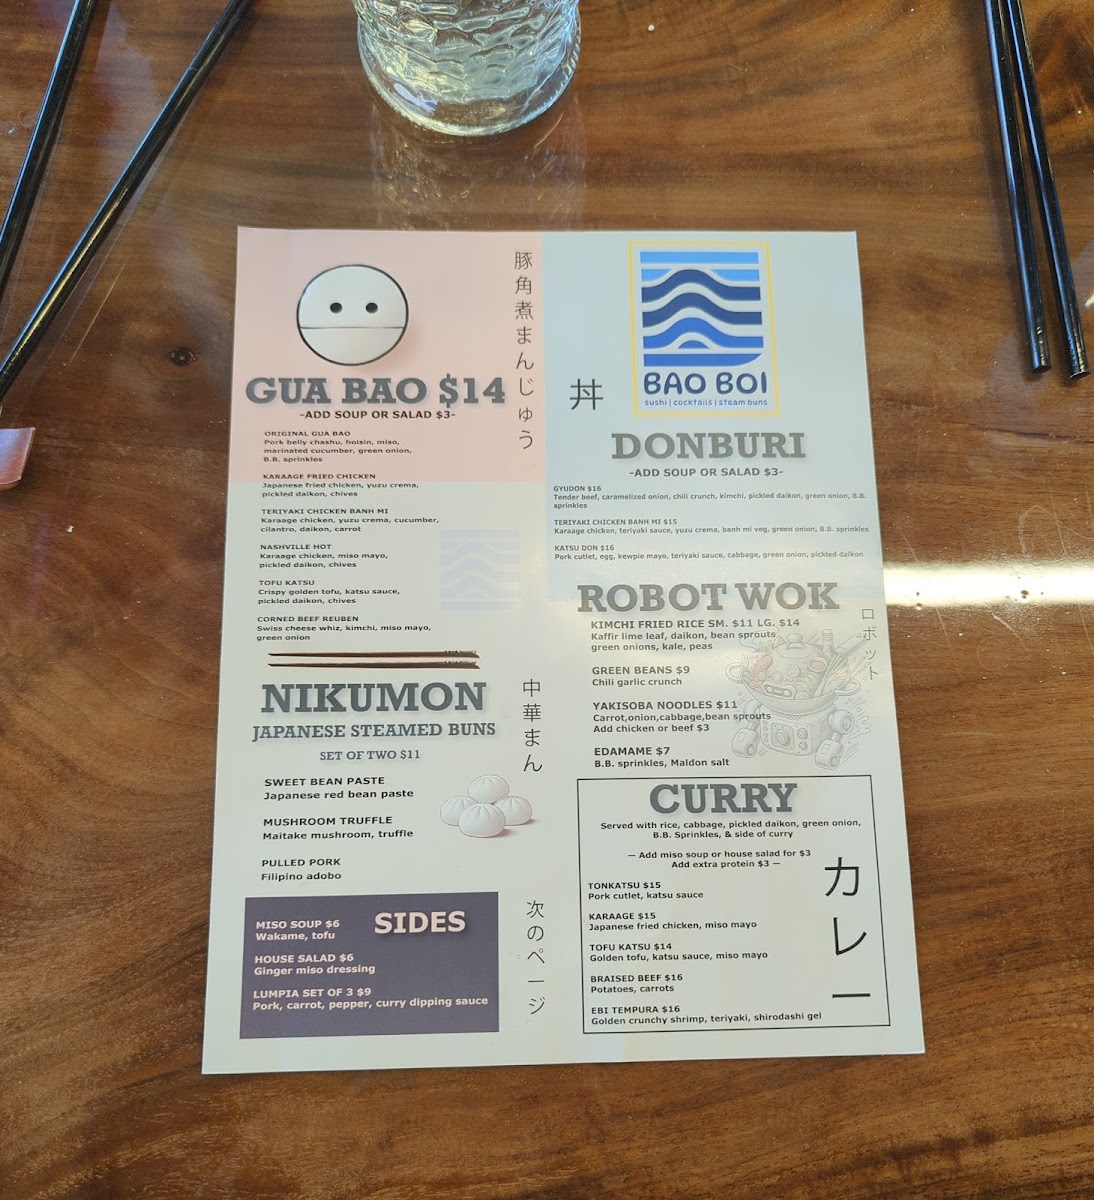 GUA BAO $14
-ADD SOUP OR SALAD $3-
ORIGINAL GUA BAO
Pork belly chashu, hoisin, miso,
marinated cucumber, green onion,
B.B. sprinkles
KARAAGE FRIED CHICKEN
Japanese fried chicken, yuzu crema,
pickled daikon, chives
TERIYAKI CHICKEN BANH MI
Karaage chicken, yuzu crema, cucumber,
cilantro, daikon, carrot
NASHVILLE HOT
Karaage chicken, miso mayo,
pickled daikon, chives
TOFU KATSU
Crispy golden tofu, katsu sauce,
pickled daikon, chives
CORNED BEEF REUBEN
Swiss cheese whiz, kimchi, miso mayo,
green onion
豚角煮まんじゅう
NIKUMON
JAPANESE STEAMED BUNS
SET OF TWO $11
SWEET BEAN PASTE
Japanese red bean paste
MUSHROOM TRUFFLE
Maitake mushroom, truffle
PULLED PORK
Filipino adobo
中華まん
SIDES
MISO SOUP $6
Wakame, tofu
HOUSE SALAD $6
Ginger miso dressing
LUMPIA SET OF 3 $9
Pork, carrot, pepper, curry dipping sauce
次のページ
BAO BOI
sushi | cocktails | steam buns
丼
DONBURI
-ADD SOUP OR SALAD $3-
GYUDON $16
Tender beef, caramelized onion, chili crunch, kimchi, pickled daikon, green onion, B.B.
sprinkles
TERIYAKI CHICKEN BANH MI $15
Karaage chicken, teriyaki sauce, yuzu crema, banh mi veg, green onion, B.B. sprinkles
KATSU DON $16
Pork cutlet, egg, kewpie mayo, teriyaki sauce, cabbage, green onion, pickled daikon
ROBOT WOK
KIMCHI FRIED RICE SM. $11 LG. $14
Kaffir lime leaf, daikon, bean sprouts
green onions, kale, peas
GREEN BEANS $9
Chili garlic crunch
YAKISOBA NOODLES $11
Carrot,onion,cabbage,bean sprouts
Add chicken or beef $3
EDAMAME $7
B.B. sprinkles, Maldon salt
ロボット
CURRY
Served with rice, cabbage, pickled daikon, green onion,
B.B. Sprinkles, & side of curry
— Add miso soup or house salad for $3
Add extra protein $3 —
TONKATSU $15
Pork cutlet, katsu sauce
KARAAGE $15
Japanese fried chicken, miso mayo
TOFU KATSU $14
Golden tofu, katsu sauce, miso mayo
BRAISED BEEF $16
Potatoes, carrots
EBI TEMPURA $16
Golden crunchy shrimp, teriyaki, shirodashi gel
カレー